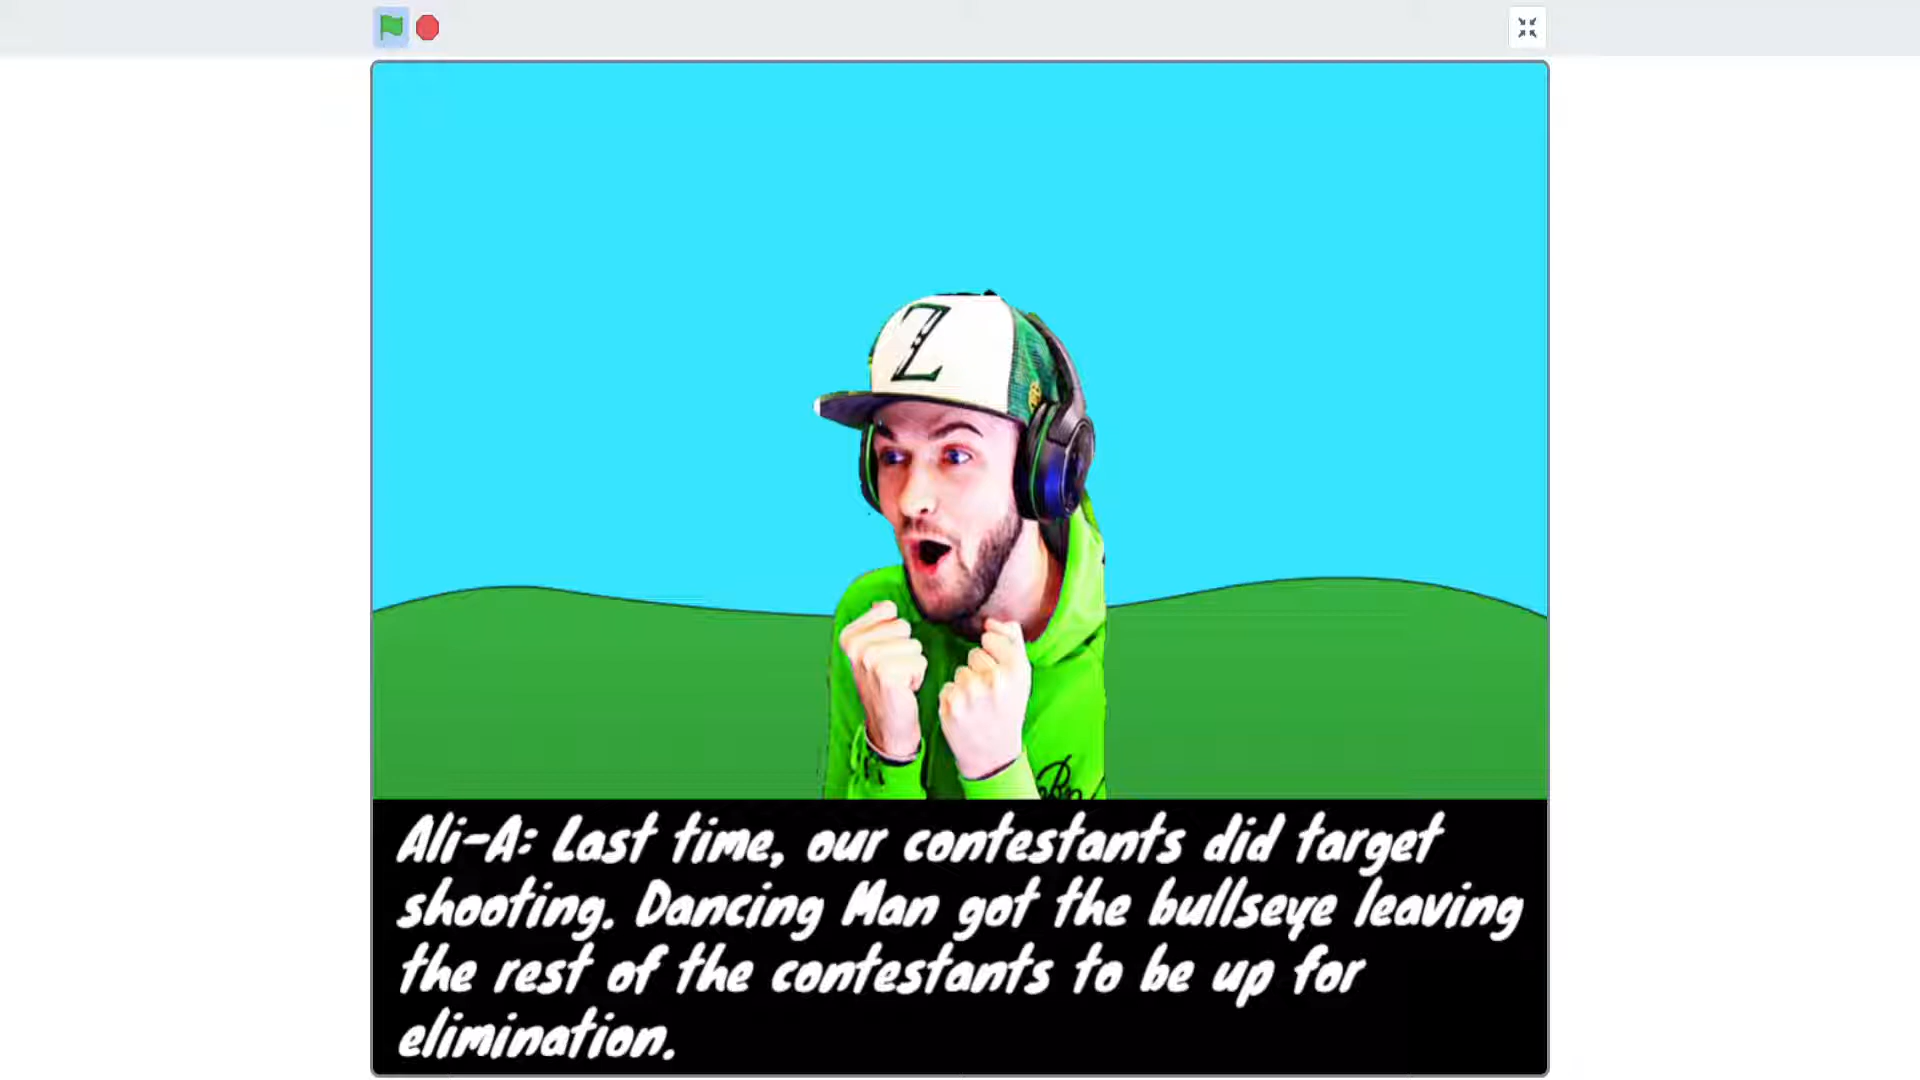 Z
Ali-A: Last time, our contestants did target
shooting. Dancing Man got the bullseye leaving
the rest of the contestants to be up for
elimination.